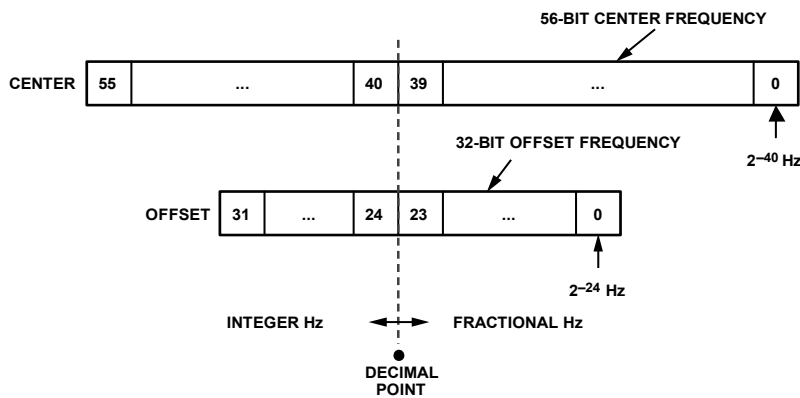 56-BIT CENTER FREQUENCY
CENTER 55 ... 40 39 ... 0
2–40 Hz
32-BIT OFFSET FREQUENCY
OFFSET 31 ... 24 23 ... 0
2–24 Hz
INTEGER Hz FRACTIONAL Hz
DECIMAL
POINT